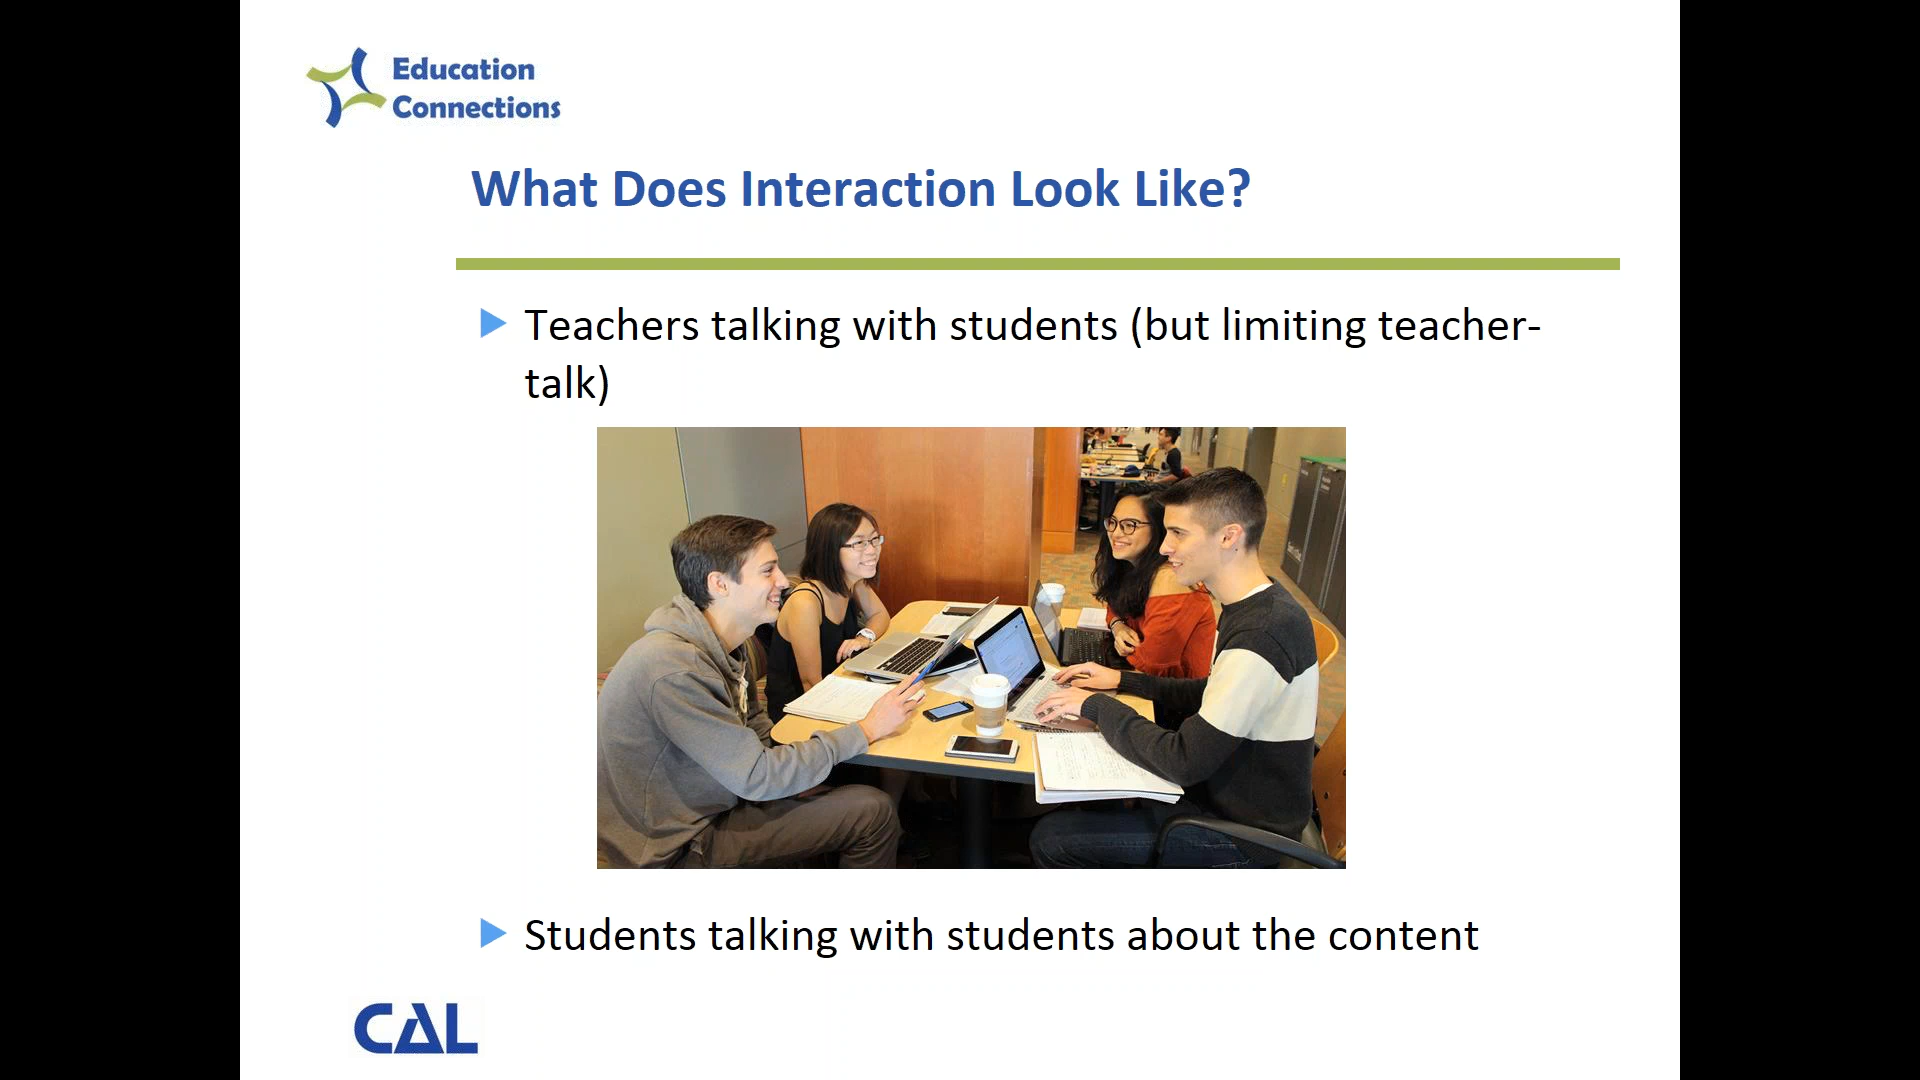 Education
Connections
What Does Interaction Look Like?
Teachers talking with students (but limiting teacher-
talk)
Students talking with students about the content
CAL